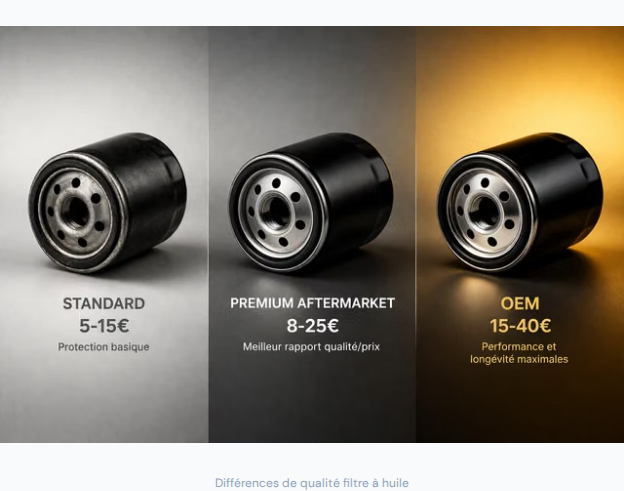 STANDARD
5-15€
Protection basique
PREMIUM AFTERMARKET
8-25€
Meilleur rapport qualité/prix
OEM
15-40€
Performance et
longévité maximales
Différences de qualité filtre à huile